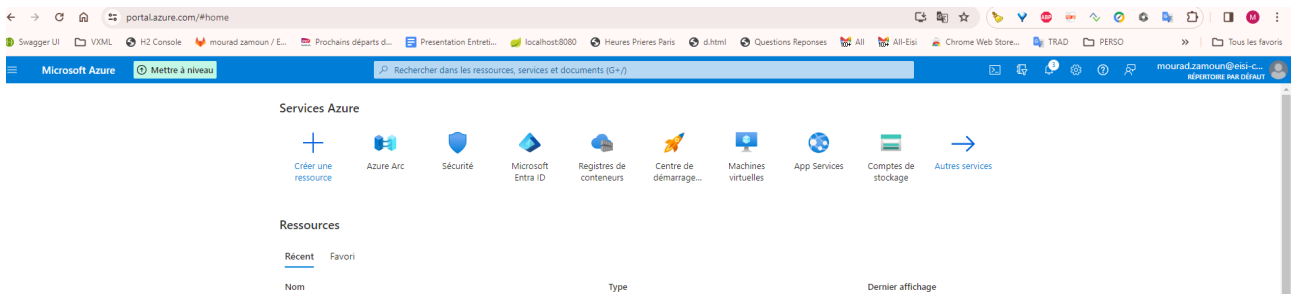 portal.azure.com/#home
Swagger UI VXML H2 Console mourad zamoun / E... Prochains départs d... Presentation Entreti... localhost:8080 Heures Prieres Paris d.html Questions Reponses All All-Eisi Chrome Web Store... TRAD PERSO » Tous les favoris
Microsoft Azure Mettre à niveau Rechercher dans les ressources, services et documents (G+/) 3 mourad.zamoun@eisi-c...
RÉPERTOIRE PAR DÉFAUT
Services Azure
Créer une ressource
Azure Arc
Sécurité
Microsoft Entra ID
Registres de conteneurs
Centre de démarrage...
Machines virtuelles
App Services
Comptes de stockage
Autres services
Ressources
Récent Favori
Nom Type Dernier affichage